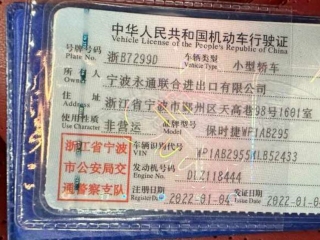 中华人民共和国机动车行驶证
Vehicle License of the People's Republic of China
号牌号码 浙B7299D 车辆类型 小型轿车
Plate No. Vehicle Type
所有人 宁波永通联合进出口有限公司
Owner
住址 浙江省宁波市鄞州区天高巷98号1601室
Address
使用性质 非营运 品牌型号 保时捷WP1AB295
Use Character Model
浙江省宁波市公安局交通警察支队
车辆识别代号 WP1AB2955MLB52433
VIN
发动机号码 DLZ118444
Engine No.
注册日期 2022-01-04 发证日期 2022-01-04
Register Date Issue Date